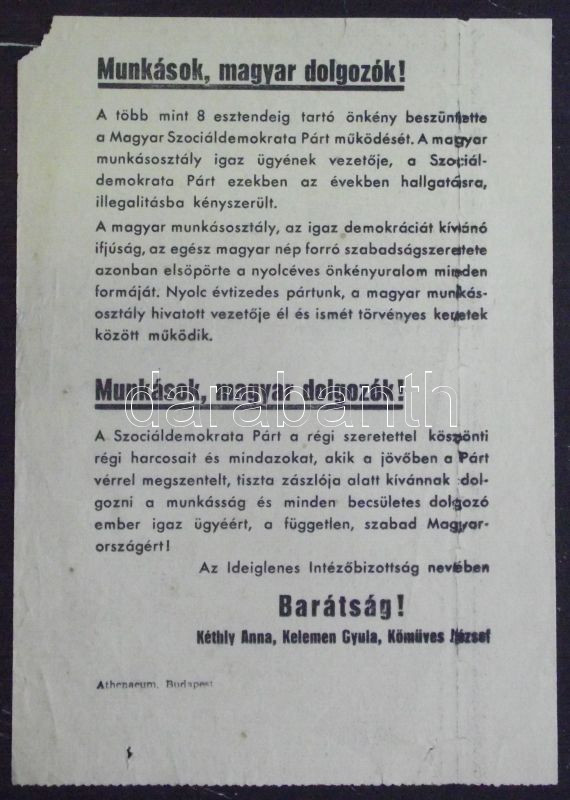 Munkások, magyar dolgozók!
A több mint 8 esztendeig tartó önkény beszüntette
a Magyar Szociáldemokrata Párt működését. A magyar
munkásosztály igaz ügyének vezetője, a Szociál-
demokrata Párt ezekben az években hallgatásra,
illegalitásba kényszerült.
A magyar munkásosztály, az igaz demokráciát kívánó
ifjúság, az egész magyar nép forró szabadságszeretete
azonban elsöpörte a nyolcéves önkényuralom minden
formáját. Nyolc évtizedes pártunk, a magyar munkás-
osztály hivatott vezetője él és ismét törvényes keretek
között működik.
Munkások, magyar dolgozók!
darabanth
A Szociáldemokrata Párt a régi szeretettel köszönti
régi harcosait és mindazokat, akik a jövőben a Párt
vérrel megszentelt, tiszta zászlója alatt kívánnak dol-
gozni a munkásság és minden becsületes dolgozó
ember igaz ügyéért, a független, szabad Magyar-
országért!
Az Ideiglenes Intézőbizottság nevében
Barátság!
Kéthly Anna, Kelemen Gyula, Kőműves József
Athenaeum, Budapest